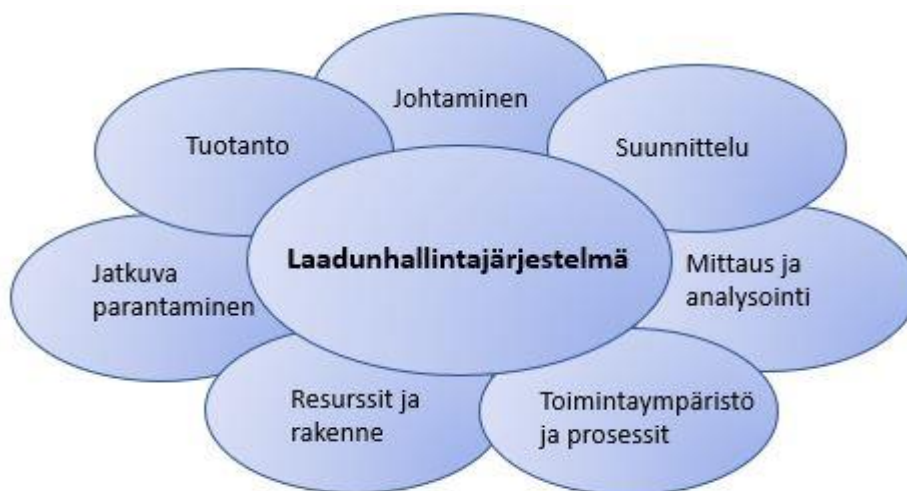 Johtaminen
Tuotanto
Suunnittelu
Laadunhallintajärjestelmä
Jatkuva
parantaminen
Mittaus ja
analysointi
Resurssit ja
rakenne
Toimintaympäristö
ja prosessit